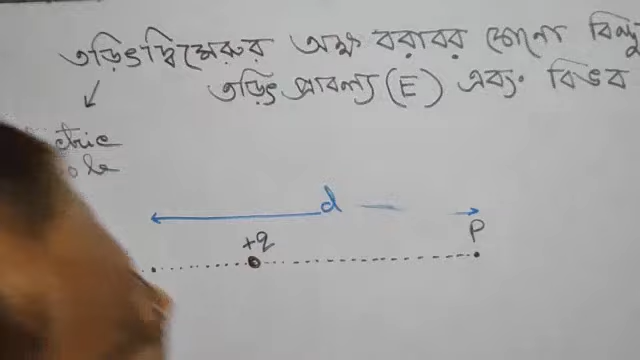 তড়িৎদ্বিমেরুর অক্ষ বরাবর কোনো বিন্দু
তড়িৎ প্রাবল্য (E) এবং বিভব
d
+q
P